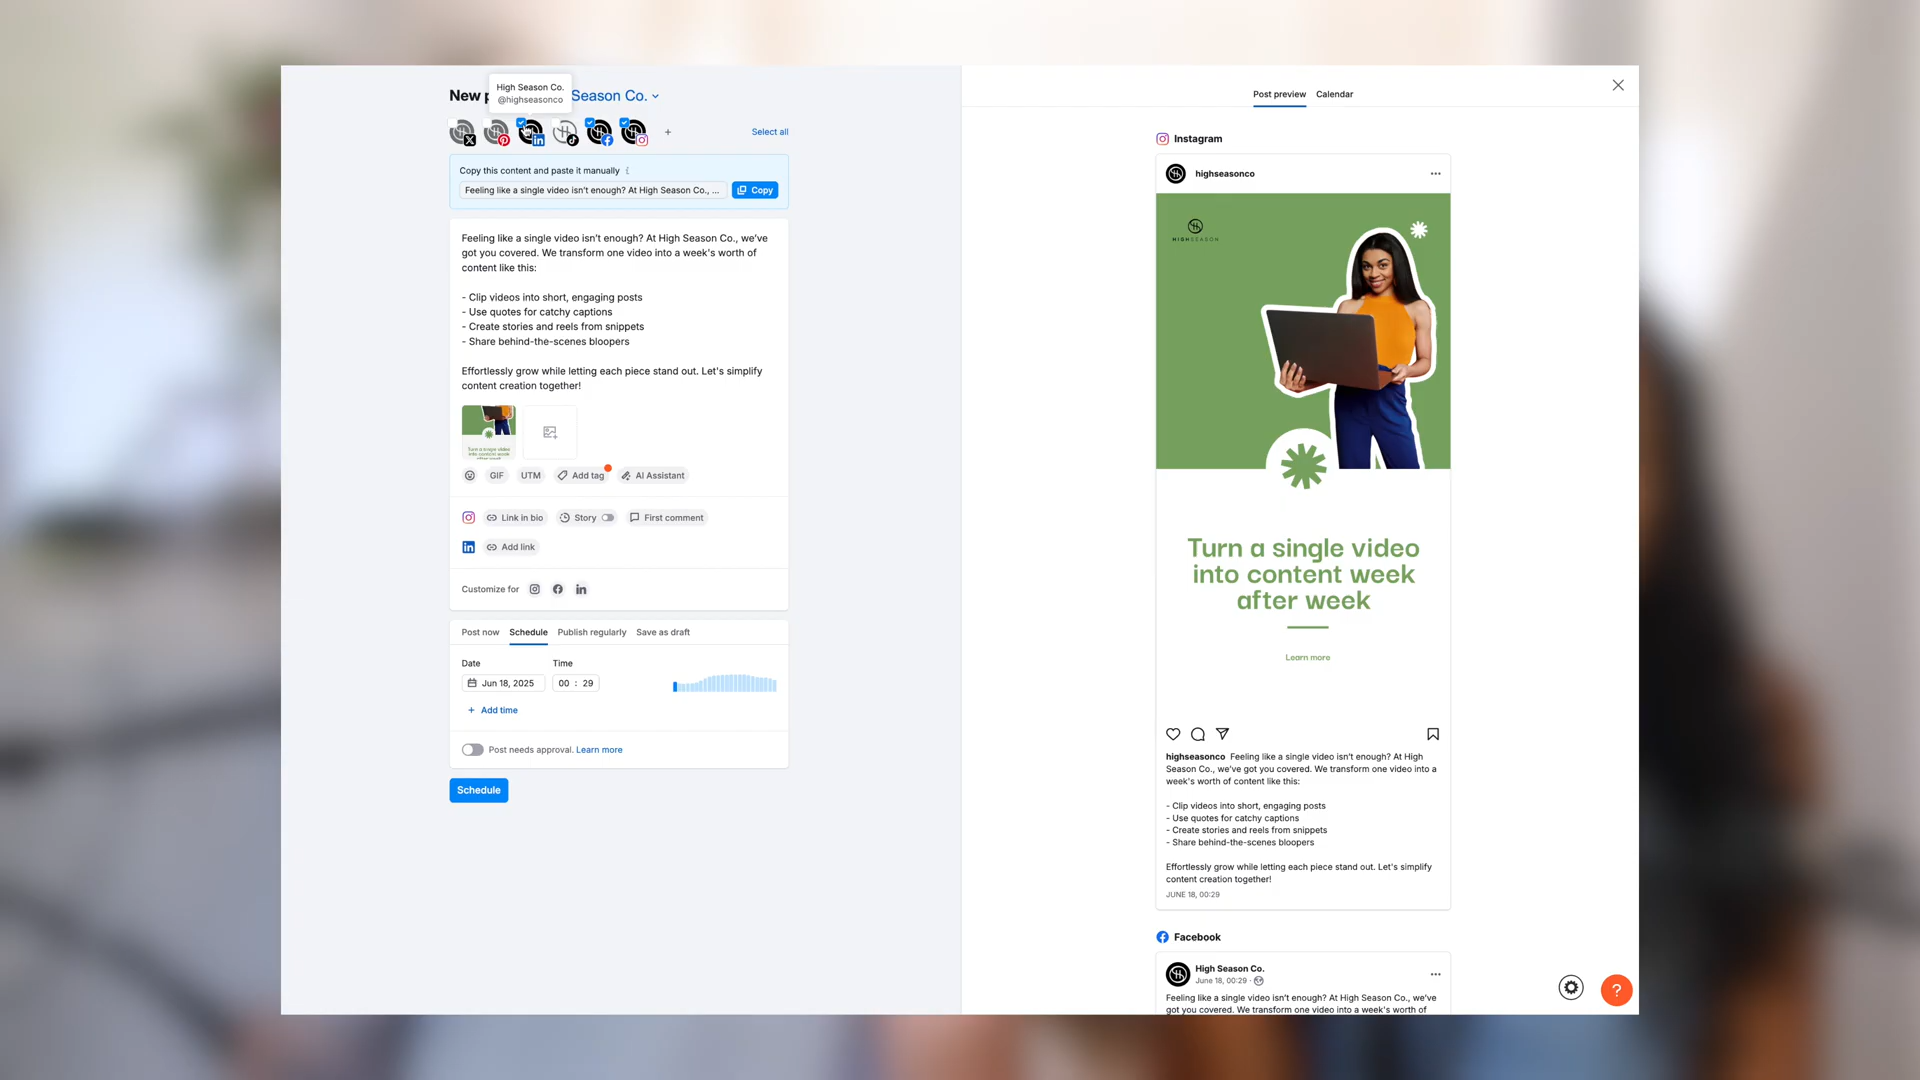 New p
Season Co.
High Season Co.
@highseasonco
Select all
Copy this content and paste it manually
Feeling like a single video isn't enough? At High Season Co., ...
Copy
Feeling like a single video isn't enough? At High Season Co., we've
got you covered. We transform one video into a week's worth of
content like this:
- Clip videos into short, engaging posts
- Use quotes for catchy captions
- Create stories and reels from snippets
- Share behind-the-scenes bloopers
Effortlessly grow while letting each piece stand out. Let's simplify
content creation together!
Turn a single video
into content week
after week
GIF
UTM
Add tag
AI Assistant
Link in bio
Story
First comment
Add link
Customize for
Post now
Schedule
Publish regularly
Save as draft
Date
Time
Jun 18, 2025
00 : 29
+ Add time
Post needs approval. Learn more
Schedule
Post preview
Calendar
Instagram
highseasonco
HIGHSEASON
Turn a single video
into content week
after week
Learn more
highseasonco Feeling like a single video isn't enough? At High
Season Co., we've got you covered. We transform one video into a
week's worth of content like this:
- Clip videos into short, engaging posts
- Use quotes for catchy captions
- Create stories and reels from snippets
- Share behind-the-scenes bloopers
Effortlessly grow while letting each piece stand out. Let's simplify
content creation together!
JUNE 18, 00:29
Facebook
High Season Co.
June 18, 00:29 ·
Feeling like a single video isn't enough? At High Season Co., we've
got you covered. We transform one video into a week's worth of
?